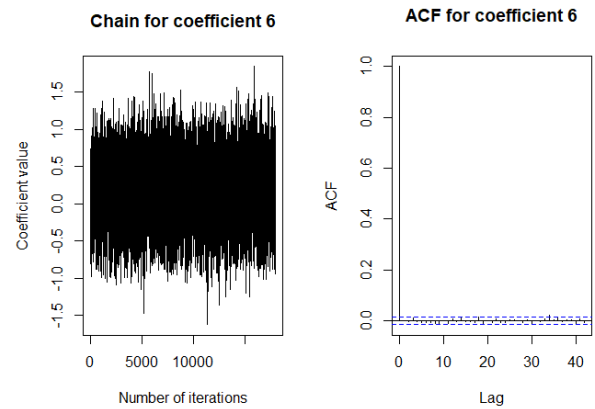 Chain for coefficient 6
Coefficient value
1.5
1.0
0.5
0.0
-0.5
-1.0
-1.5
0 5000 10000
Number of iterations
ACF for coefficient 6
ACF
1.0
0.8
0.6
0.4
0.2
0.0
0 10 20 30 40
Lag